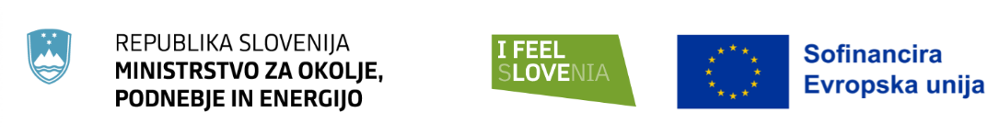 REPUBLIKA SLOVENIJA
MINISTRSTVO ZA OKOLJE,
PODNEBJE IN ENERGIJO
I FEEL
SLOVENIA
Sofinancira
Evropska unija